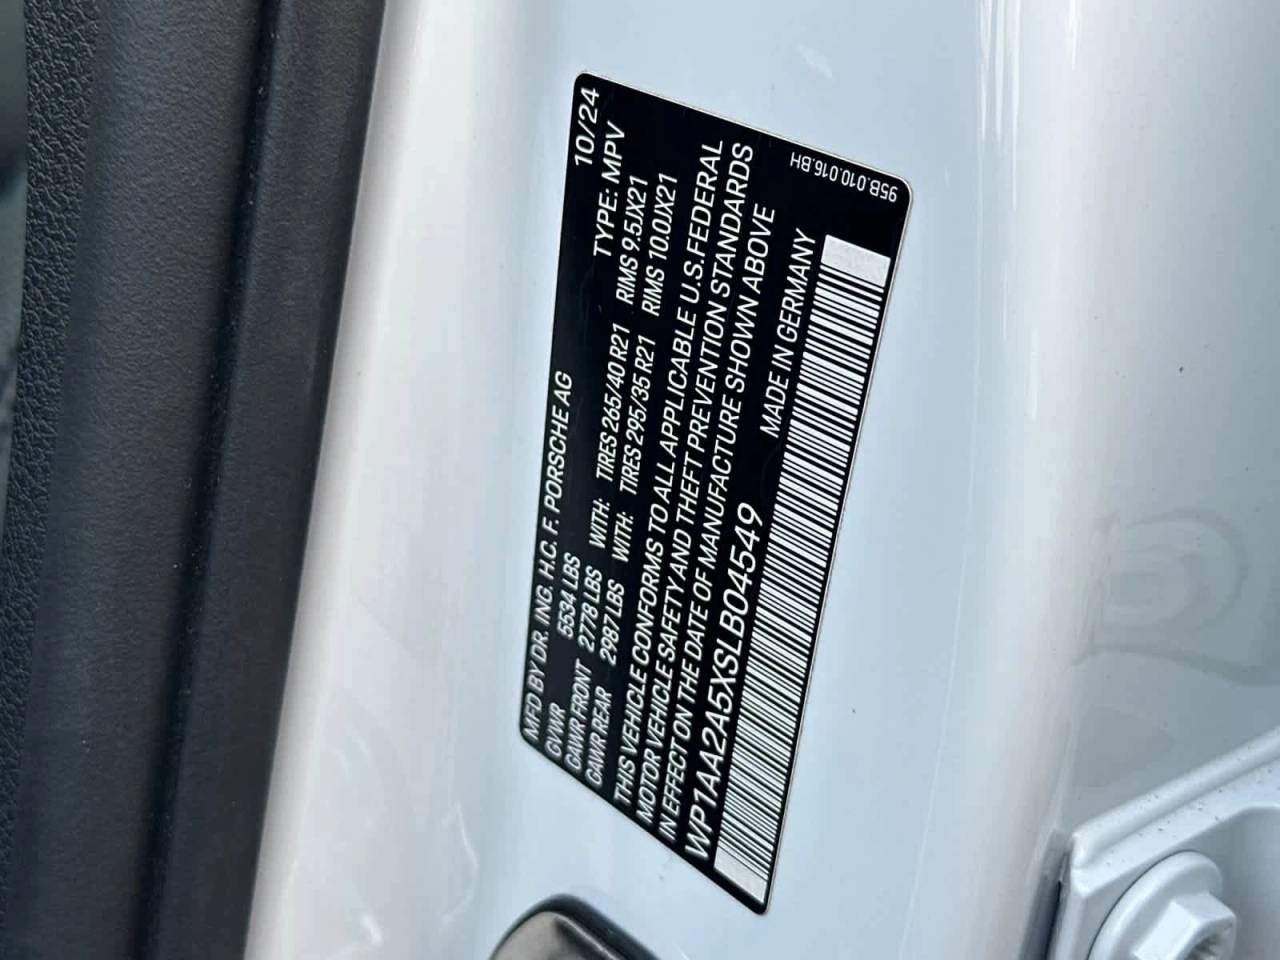 MFD BY DR. ING. H.C. F. PORSCHE AG 10/24
GVWR 5534 LBS TYPE: MPV
GAWR FRONT 2778 LBS WITH: TIRES 265/40 R21 RIMS 9.5JX21
GAWR REAR 2987 LBS WITH: TIRES 295/35 R21 RIMS 10.0JX21
THIS VEHICLE CONFORMS TO ALL APPLICABLE U.S. FEDERAL
MOTOR VEHICLE SAFETY AND THEFT PREVENTION STANDARDS
IN EFFECT ON THE DATE OF MANUFACTURE SHOWN ABOVE
WP1AA2A5XSLB04549 MADE IN GERMANY
95B.010.016.BH